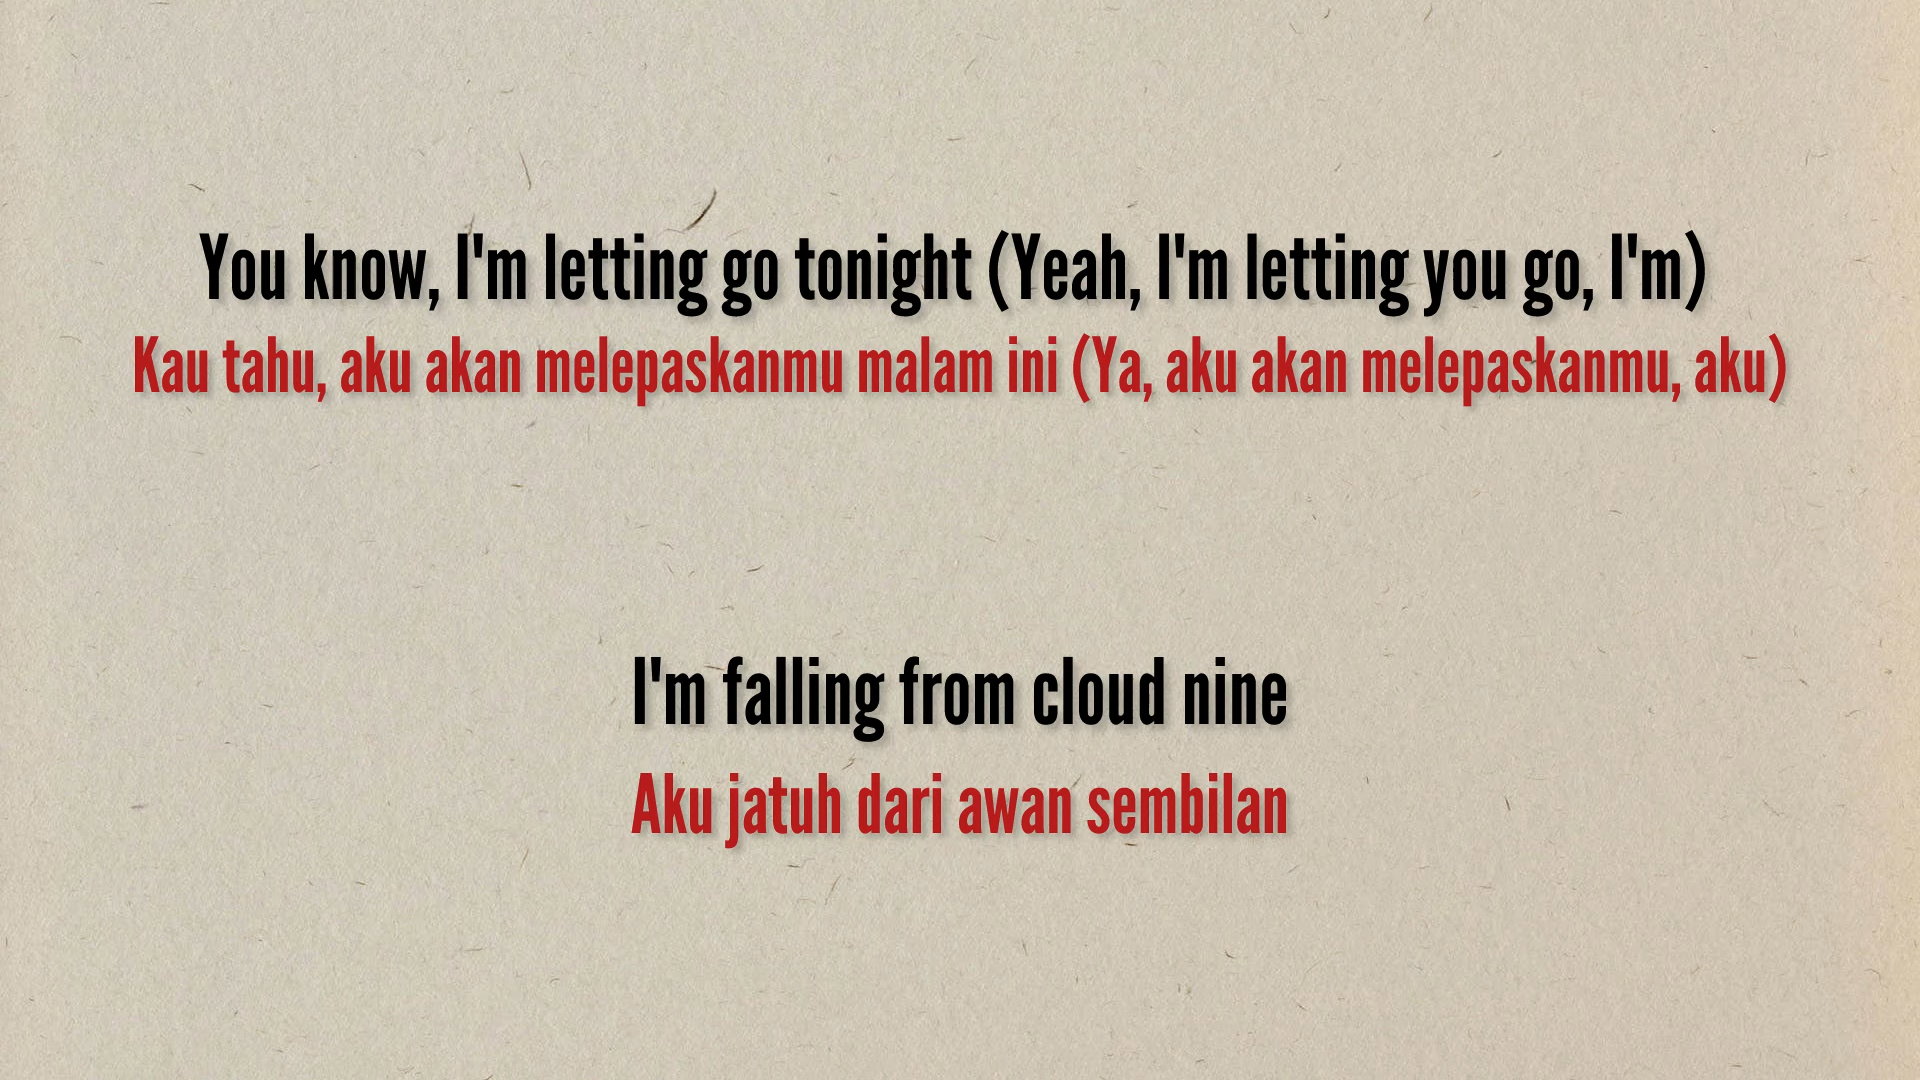 You know, I'm letting go tonight (Yeah, I'm letting you go, I'm)
Kau tahu, aku akan melepaskanmu malam ini (Ya, aku akan melepaskanmu, aku)
I'm falling from cloud nine
Aku jatuh dari awan sembilan